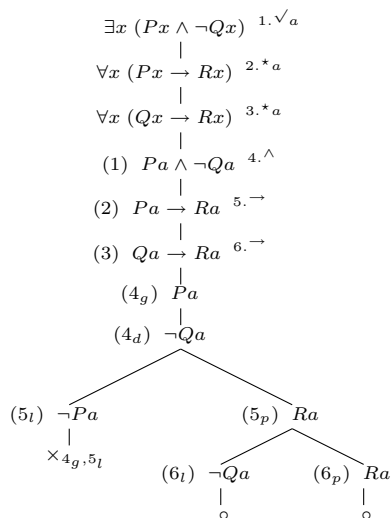 ∃x (Px ∧ ¬Qx) 1.√a
∀x (Px → Rx) 2.⋆a
∀x (Qx → Rx) 3.⋆a
(1) Pa ∧ ¬Qa 4.∧
(2) Pa → Ra 5.→
(3) Qa → Ra 6.→
(4g) Pa
(4d) ¬Qa
(5l) ¬Pa (5p) Ra
×4g,5l (6l) ¬Qa (6p) Ra
○ ○